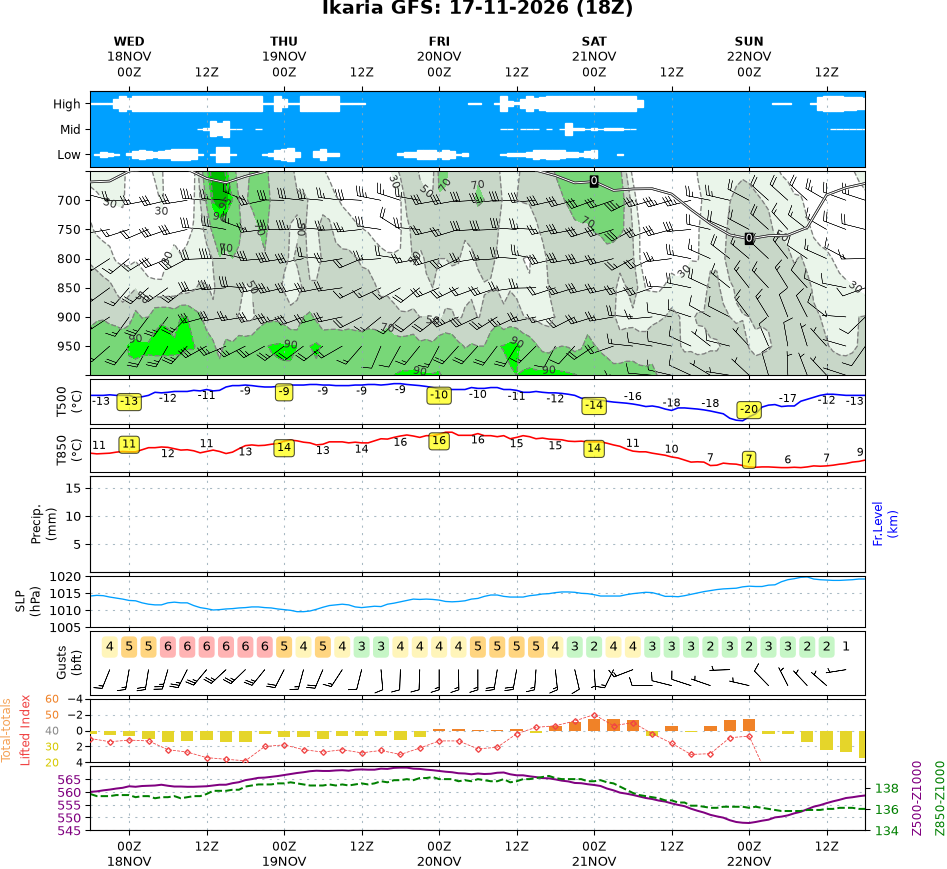 Ikaria GFS: 17-11-2026 (18Z)
WED THU FRI SAT SUN
18NOV 19NOV 20NOV 21NOV 22NOV
00Z 12Z 00Z 12Z 00Z 12Z 00Z 12Z 00Z 12Z
High
Mid
Low
700
750
800
850
900
950
30 30 90 70 30 50 70 70 0 0 30 30
90 90 70 90 90 90
T500
(°C)
-13 -13 -12 -11 -9 -9 -9 -9 -9 -10 -10 -11 -12 -14 -16 -18 -18 -20 -17 -12 -13
T850
(°C)
11 11 12 11 13 14 13 14 16 16 16 15 15 14 11 10 7 7 6 7 9
Precip.
(mm)
15
10
5
Fr.Level
(km)
SLP
(hPa)
1020
1015
1010
1005
Gusts
(bft)
4 5 5 6 6 6 6 6 6 5 4 5 4 3 3 4 4 4 4 5 5 5 5 4 3 2 4 4 3 3 3 2 3 2 3 3 2 2 1
Total-totals
Lifted Index
60 −4
50 −2
40 0
30 2
20 4
565
560
555
550
545
138
136
134
Z500-Z1000
Z850-Z1000
00Z 12Z 00Z 12Z 00Z 12Z 00Z 12Z 00Z 12Z
18NOV 19NOV 20NOV 21NOV 22NOV